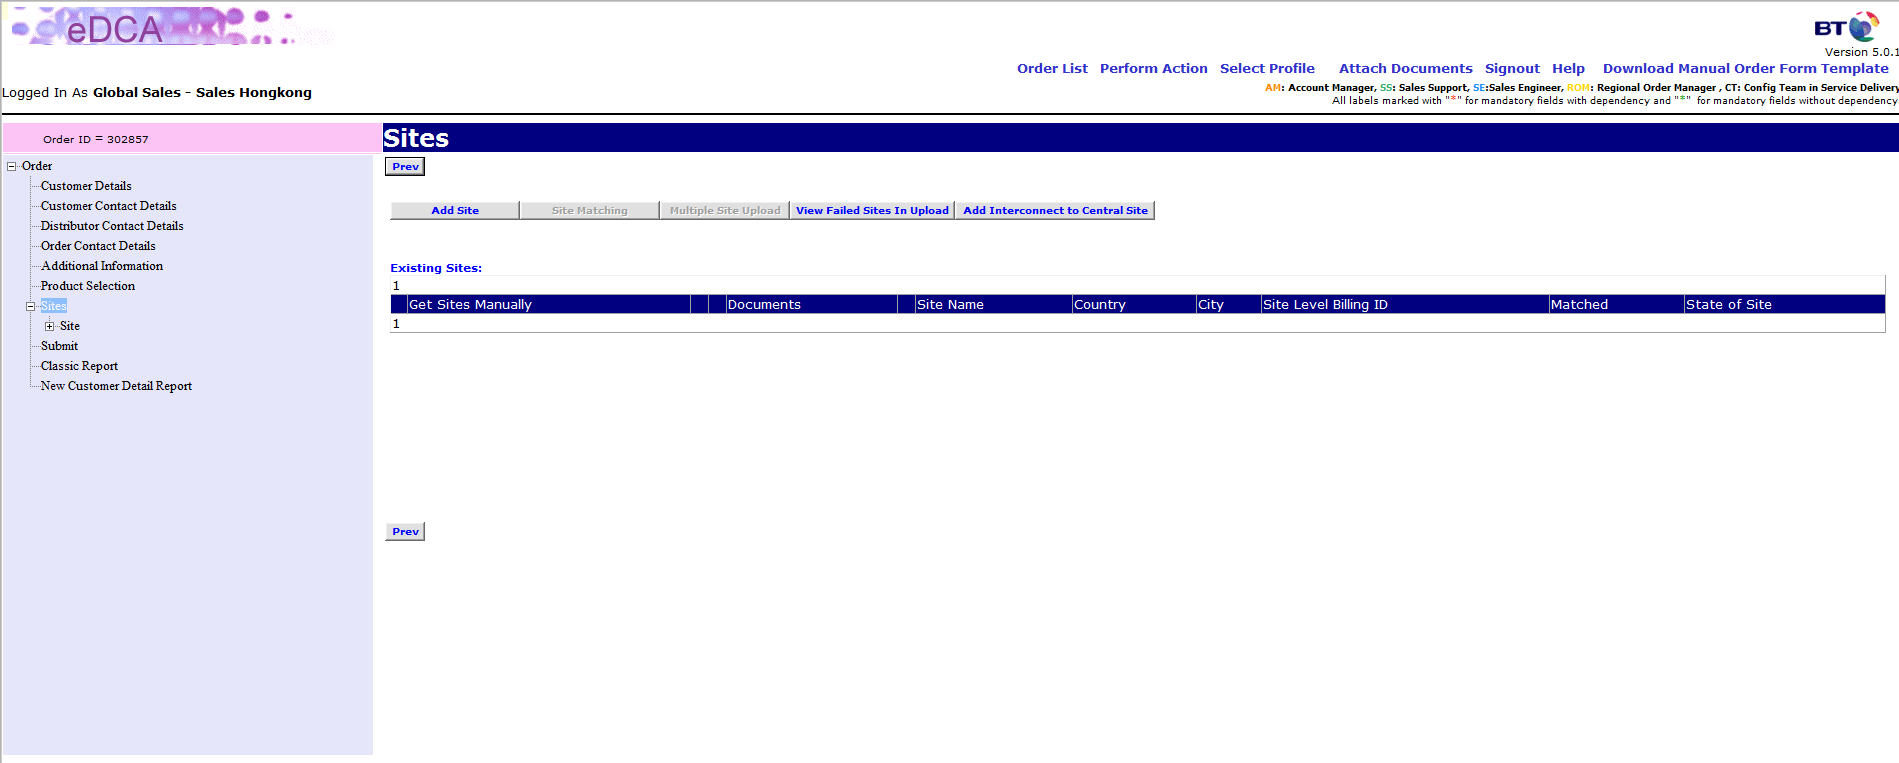 eDCA
BT
Version 5.0.1
Order List Perform Action Select Profile Attach Documents Signout Help Download Manual Order Form Template
Logged In As Global Sales - Sales Hongkong
AM: Account Manager, SS: Sales Support, SE:Sales Engineer, ROM: Regional Order Manager , CT: Config Team in Service Delivery
All labels marked with "*" for mandatory fields with dependency and "*" for mandatory fields without dependency
Order ID = 302857
Sites
Prev
Order
Customer Details
Customer Contact Details
Distributor Contact Details
Order Contact Details
Additional Information
Product Selection
Sites
Site
Submit
Classic Report
New Customer Detail Report
Add Site Site Matching Multiple Site Upload View Failed Sites In Upload Add Interconnect to Central Site
Existing Sites:
1
Get Sites Manually Documents Site Name Country City Site Level Billing ID Matched State of Site
1
Prev